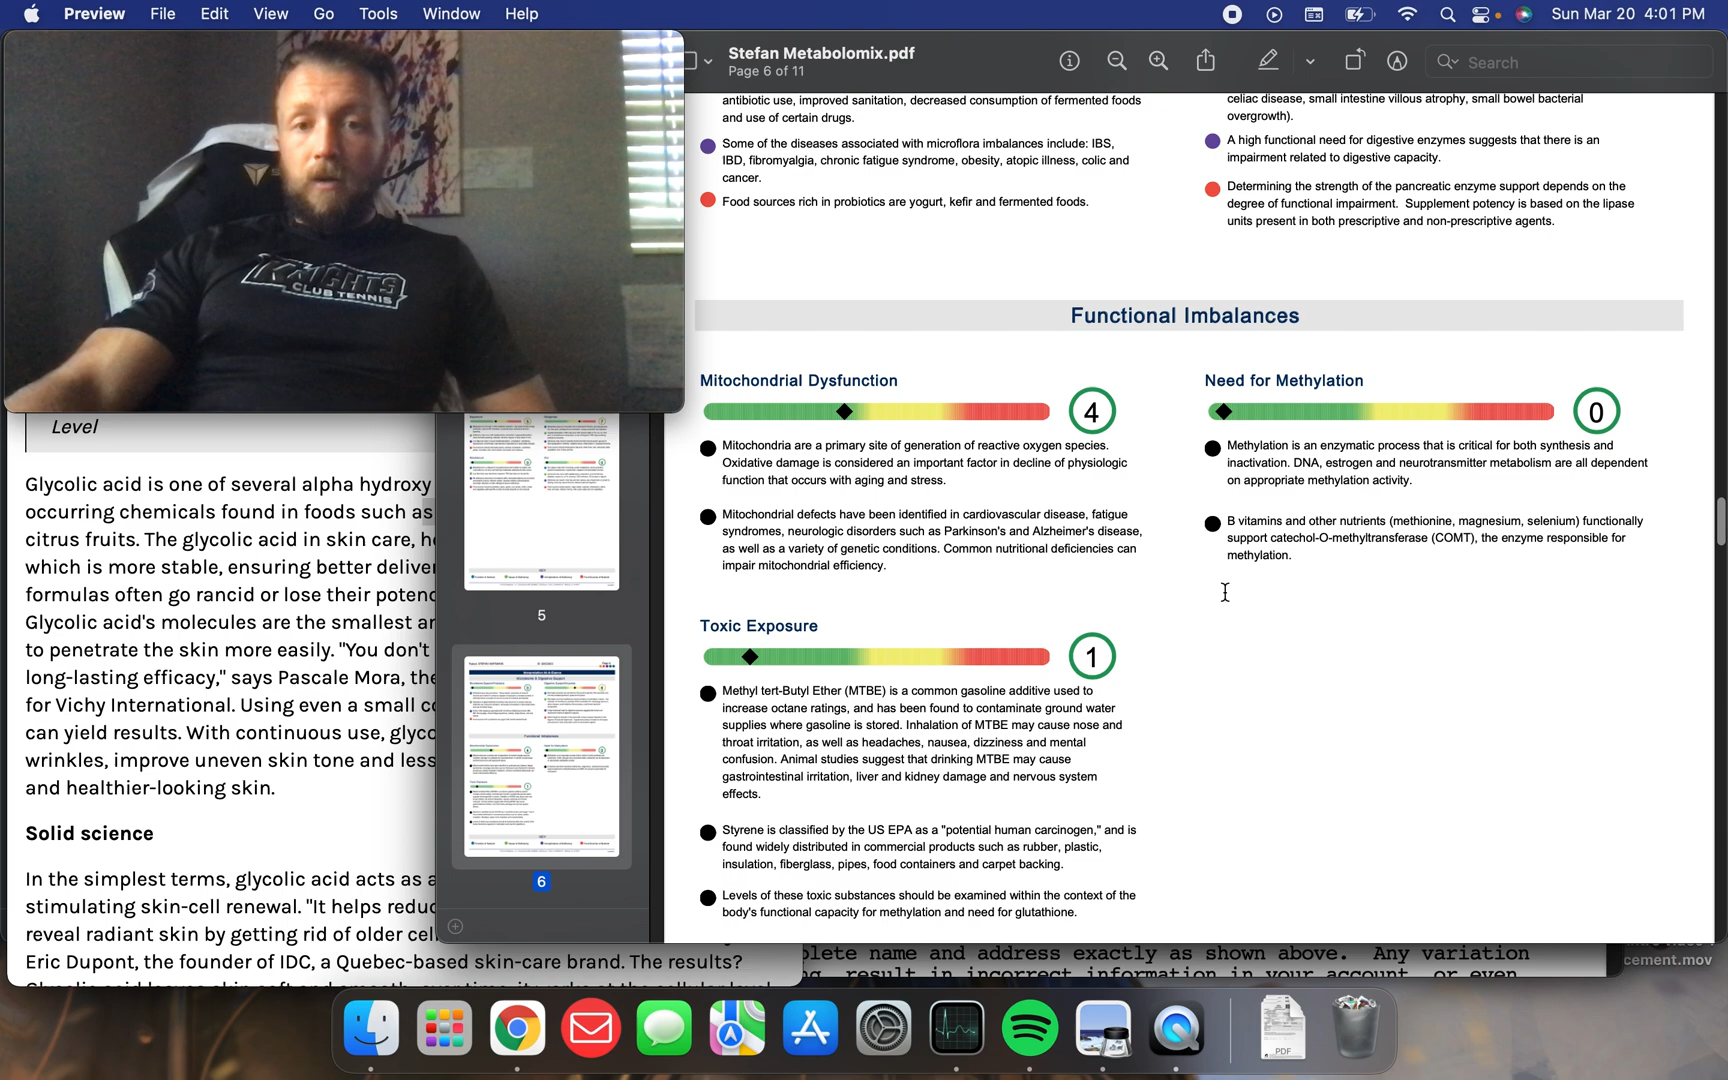 Preview File Edit View Go Tools Window Help
Sun Mar 20 4:01 PM
KNIGHTS
CLUB TENNIS
Stefan Metabolomix.pdf
Page 6 of 11
Search
antibiotic use, improved sanitation, decreased consumption of fermented foods
and use of certain drugs.
Some of the diseases associated with microflora imbalances include: IBS,
IBD, fibromyalgia, chronic fatigue syndrome, obesity, atopic illness, colic and
cancer.
Food sources rich in probiotics are yogurt, kefir and fermented foods.
celiac disease, small intestine villous atrophy, small bowel bacterial
overgrowth).
A high functional need for digestive enzymes suggests that there is an
impairment related to digestive capacity.
Determining the strength of the pancreatic enzyme support depends on the
degree of functional impairment. Supplement potency is based on the lipase
units present in both prescriptive and non-prescriptive agents.
Functional Imbalances
Mitochondrial Dysfunction
4
Mitochondria are a primary site of generation of reactive oxygen species.
Oxidative damage is considered an important factor in decline of physiologic
function that occurs with aging and stress.
Mitochondrial defects have been identified in cardiovascular disease, fatigue
syndromes, neurologic disorders such as Parkinson's and Alzheimer's disease,
as well as a variety of genetic conditions. Common nutritional deficiencies can
impair mitochondrial efficiency.
Need for Methylation
0
Methylation is an enzymatic process that is critical for both synthesis and
inactivation. DNA, estrogen and neurotransmitter metabolism are all dependent
on appropriate methylation activity.
B vitamins and other nutrients (methionine, magnesium, selenium) functionally
support catechol-O-methyltransferase (COMT), the enzyme responsible for
methylation.
Toxic Exposure
1
Methyl tert-Butyl Ether (MTBE) is a common gasoline additive used to
increase octane ratings, and has been found to contaminate ground water
supplies where gasoline is stored. Inhalation of MTBE may cause nose and
throat irritation, as well as headaches, nausea, dizziness and mental
confusion. Animal studies suggest that drinking MTBE may cause
gastrointestinal irritation, liver and kidney damage and nervous system
effects.
Styrene is classified by the US EPA as a "potential human carcinogen," and is
found widely distributed in commercial products such as rubber, plastic,
insulation, fiberglass, pipes, food containers and carpet backing.
Levels of these toxic substances should be examined within the context of the
body's functional capacity for methylation and need for glutathione.
5
6
Level
Glycolic acid is one of several alpha hydroxy
occurring chemicals found in foods such as
citrus fruits. The glycolic acid in skin care, h
which is more stable, ensuring better deliver
formulas often go rancid or lose their potenc
Glycolic acid's molecules are the smallest ar
to penetrate the skin more easily. "You don't
long-lasting efficacy," says Pascale Mora, the
for Vichy International. Using even a small c
can yield results. With continuous use, glyco
wrinkles, improve uneven skin tone and less
and healthier-looking skin.
Solid science
In the simplest terms, glycolic acid acts as a
stimulating skin-cell renewal. "It helps reduc
reveal radiant skin by getting rid of older cel
Eric Dupont, the founder of IDC, a Quebec-based skin-care brand. The results?
plete name and address exactly as shown above. Any variation
result in incorrect information in your account, or even
cement.mov
PDF